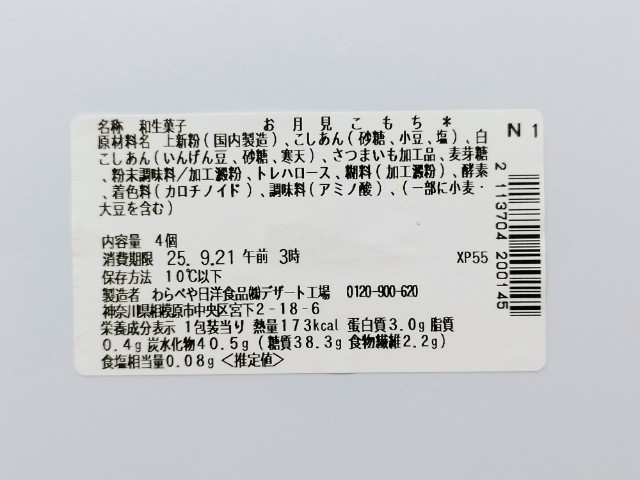 名称 和生菓子 お月見こもち*
原材料名 上新粉(国内製造)、こしあん(砂糖、小豆、塩)、白
こしあん(いんげん豆、砂糖、寒天)、さつまいも加工品、麦芽糖
、粉末調味料/加工澱粉、トレハロース、糊料(加工澱粉)、酵素
、着色料(カロチノイド)、調味料(アミノ酸)、(一部に小麦・
大豆を含む)
内容量 4個
消費期限 25. 9.21 午前 3時 XP55
保存方法 10℃以下
製造者 わらべや日洋食品㈱デザート工場 0120-900-620
神奈川県相模原市中央区宮下2-18-6
栄養成分表示 1包装当り 熱量173kcal 蛋白質3.0g 脂質
0.4g 炭水化物40.5g (糖質38.3g 食物繊維2.2g)
食塩相当量0.08g <推定値>
N 1
2 113704 200145